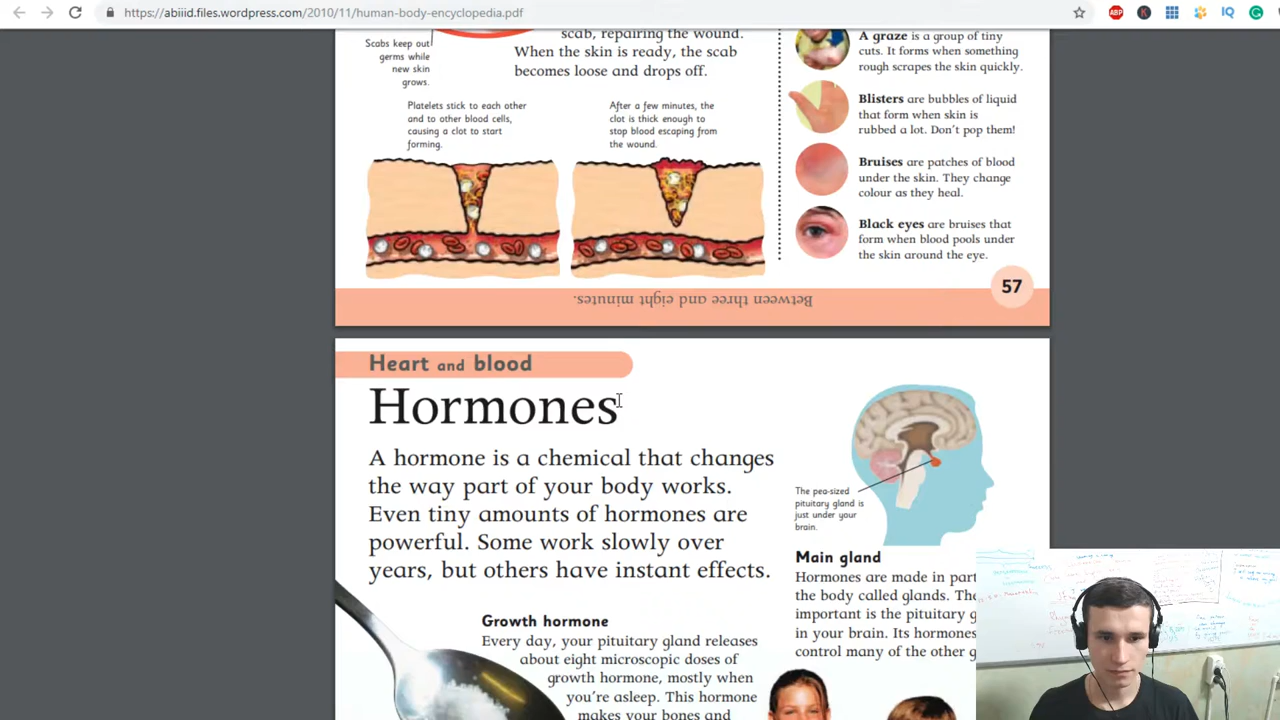 https://abiiid.files.wordpress.com/2010/11/human-body-encyclopedia.pdf
ABP
K
IQ
G
Scabs keep out
germs while
new skin
grows.
scab, repairing the wound.
When the skin is ready, the scab
becomes loose and drops off.
Platelets stick to each other
and to other blood cells,
causing a clot to start
forming.
After a few minutes, the
clot is thick enough to
stop blood escaping from
the wound.
A graze is a group of tiny
cuts. It forms when something
rough scrapes the skin quickly.
Blisters are bubbles of liquid
that form when skin is
rubbed a lot. Don't pop them!
Bruises are patches of blood
under the skin. They change
colour as they heal.
Black eyes are bruises that
form when blood pools under
the skin around the eye.
Between three and eight minutes.
57
Heart and blood
Hormones
A hormone is a chemical that changes
the way part of your body works.
Even tiny amounts of hormones are
powerful. Some work slowly over
years, but others have instant effects.
The pea-sized
pituitary gland is
just under your
brain.
Main gland
Hormones are made in part
the body called glands. The
important is the pituitary g
in your brain. Its hormones
control many of the other g
Growth hormone
Every day, your pituitary gland releases
about eight microscopic doses of
growth hormone, mostly when
you're asleep. This hormone
makes your bones and